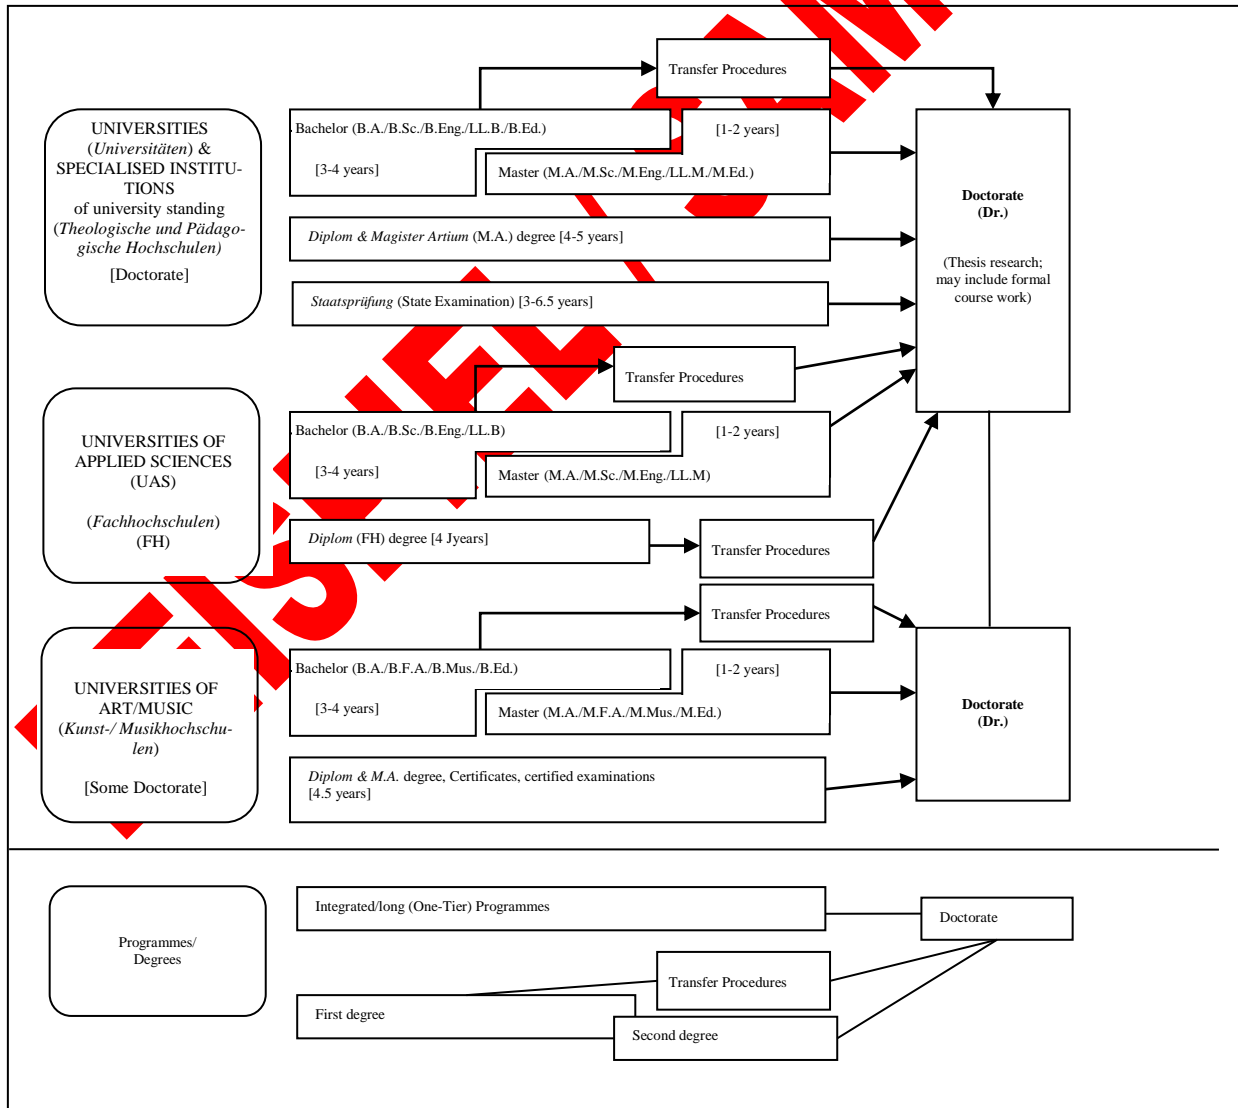 Transfer Procedures
UNIVERSITIES
(Universitäten) &
SPECIALISED INSTITU-
TIONS
of university standing
(Theologische und Pädago-
gische Hochschulen)
[Doctorate]
Bachelor (B.A./B.Sc./B.Eng./LL.B./B.Ed.)
[3-4 years]
[1-2 years]
Master (M.A./M.Sc./M.Eng./LL.M./M.Ed.)
Diplom & Magister Artium (M.A.) degree [4-5 years]
Staatsprüfung (State Examination) [3-6.5 years]
Doctorate
(Dr.)
(Thesis research;
may include formal
course work)
Transfer Procedures
UNIVERSITIES OF
APPLIED SCIENCES
(UAS)
(Fachhochschulen)
(FH)
Bachelor (B.A./B.Sc./B.Eng./LL.B)
[3-4 years]
[1-2 years]
Master (M.A./M.Sc./M.Eng./LL.M)
Diplom (FH) degree [4 Jyears]
Transfer Procedures
Transfer Procedures
UNIVERSITIES OF
ART/MUSIC
(Kunst-/ Musikhochschu-
len)
[Some Doctorate]
Bachelor (B.A./B.F.A./B.Mus./B.Ed.)
[3-4 years]
[1-2 years]
Master (M.A./M.F.A./M.Mus./M.Ed.)
Diplom & M.A. degree, Certificates, certified examinations
[4.5 years]
Doctorate
(Dr.)
Programmes/
Degrees
Integrated/long (One-Tier) Programmes
Doctorate
Transfer Procedures
First degree
Second degree